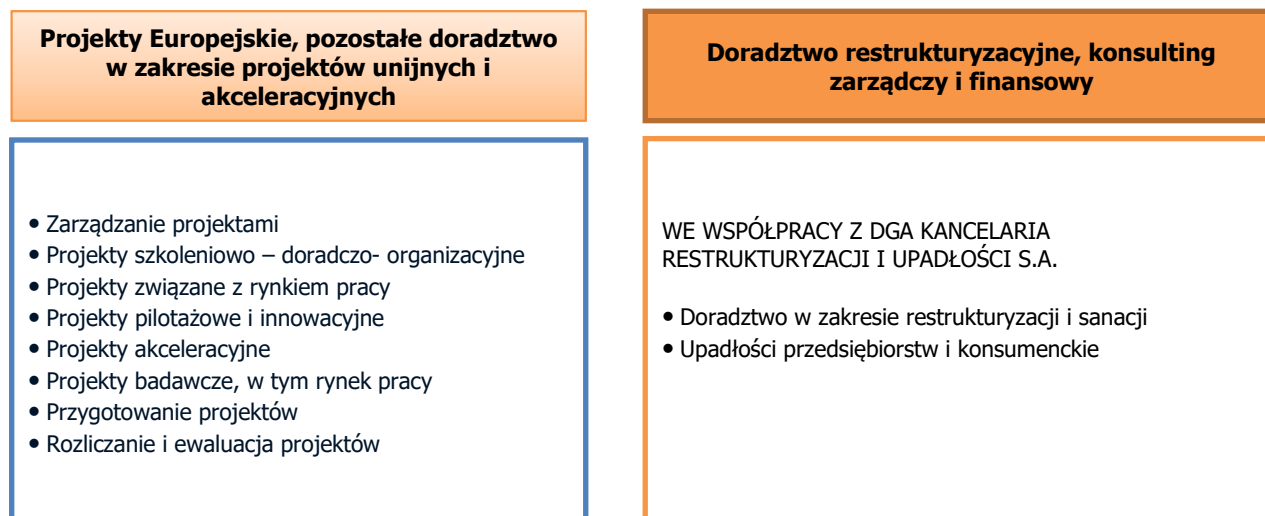 Projekty Europejskie, pozostałe doradztwo
w zakresie projektów unijnych i
akceleracyjnych
• Zarządzanie projektami
• Projekty szkoleniowo – doradczo- organizacyjne
• Projekty związane z rynkiem pracy
• Projekty pilotażowe i innowacyjne
• Projekty akceleracyjne
• Projekty badawcze, w tym rynek pracy
• Przygotowanie projektów
• Rozliczanie i ewaluacja projektów
Doradztwo restrukturyzacyjne, konsulting
zarządczy i finansowy
WE WSPÓŁPRACY Z DGA KANCELARIA
RESTRUKTURYZACJI I UPADŁOŚCI S.A.
• Doradztwo w zakresie restrukturyzacji i sanacji
• Upadłości przedsiębiorstw i konsumenckie